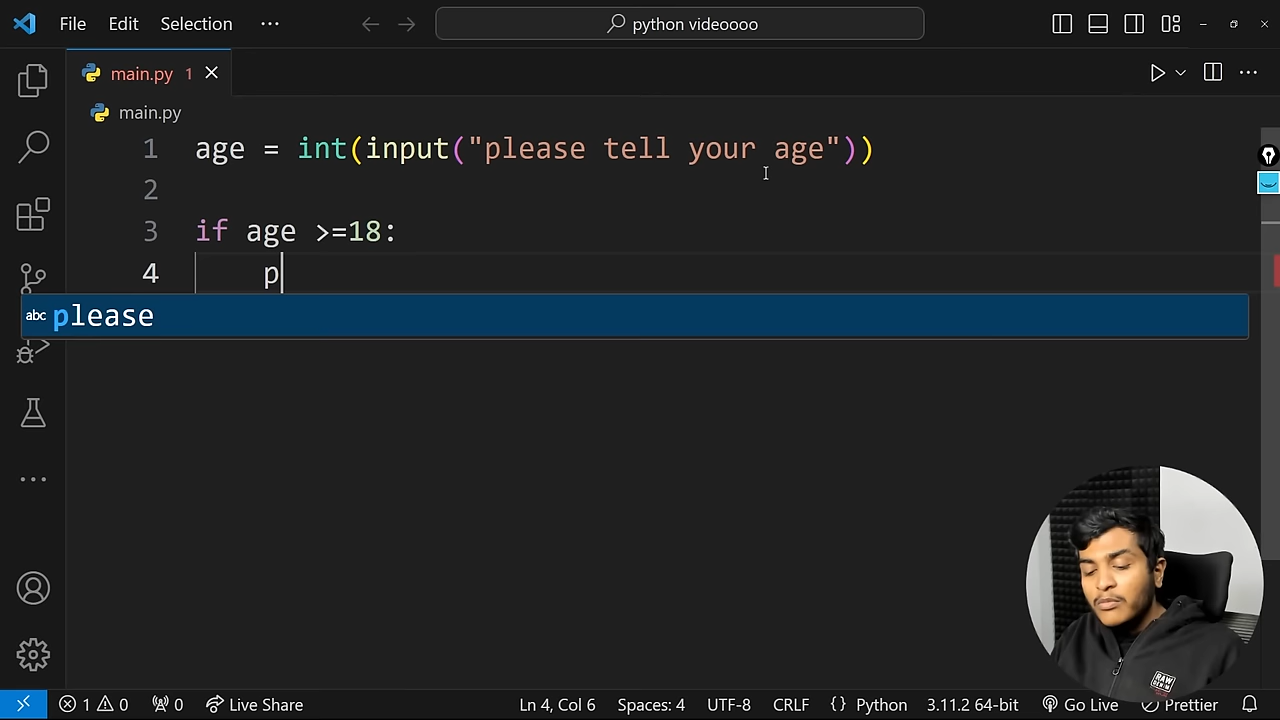 File Edit Selection ··· python videoooo
main.py 1
main.py
1 age = int(input("please tell your age"))
2
3 if age >=18:
4 p
abc please
1 0 0 Live Share Ln 4, Col 6 Spaces: 4 UTF-8 CRLF {} Python 3.11.2 64-bit Go Live Prettier
RAW